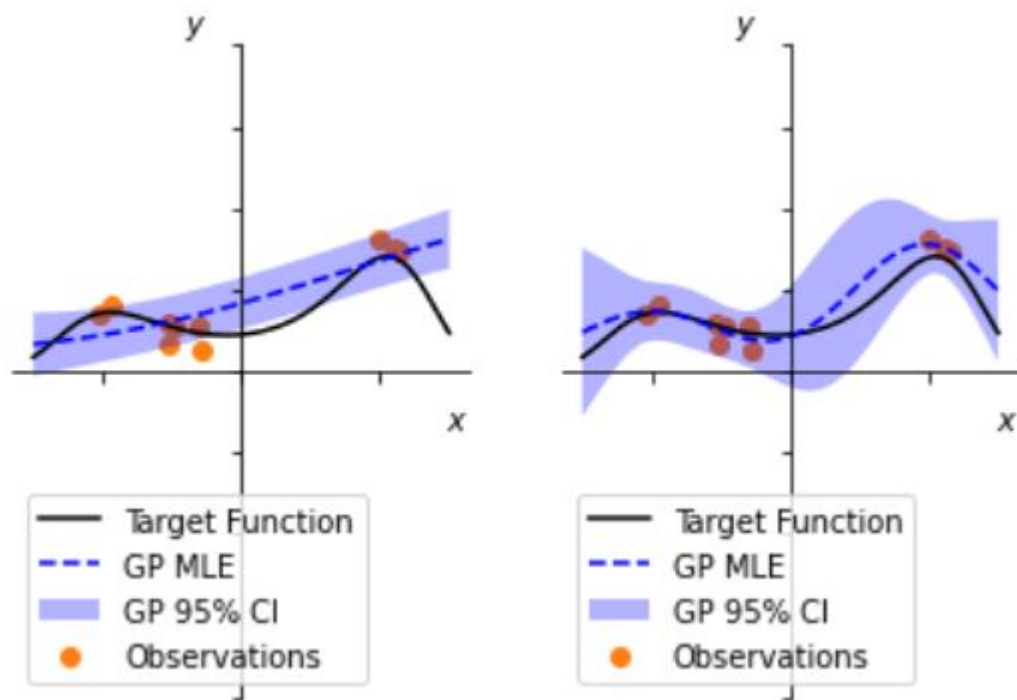 y
x
Target Function
GP MLE
GP 95% CI
Observations
y
x
Target Function
GP MLE
GP 95% CI
Observations